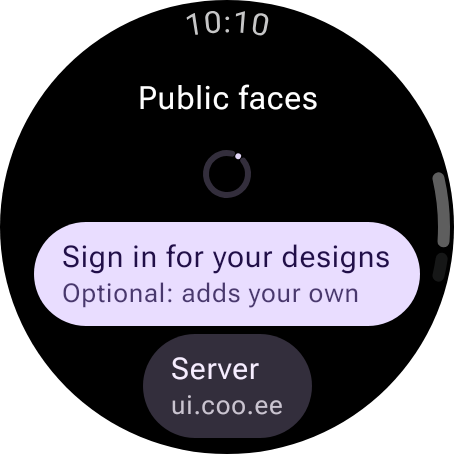 10:10
Public faces
Sign in for your designs
Optional: adds your own
Server
ui.coo.ee